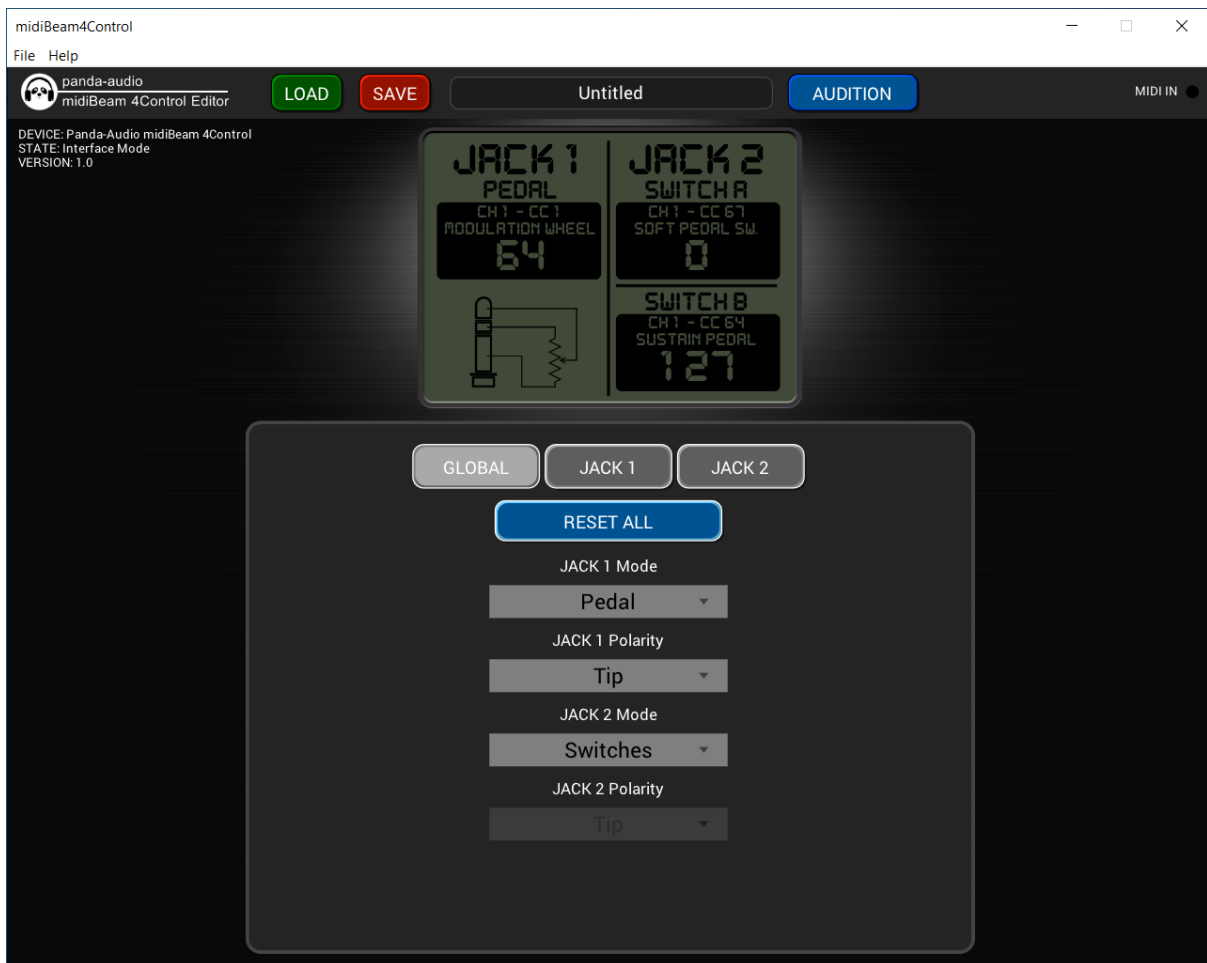 midiBeam4Control
File Help
panda-audio
midiBeam 4Control Editor
LOAD
SAVE
Untitled
AUDITION
MIDI IN
DEVICE: Panda-Audio midiBeam 4Control
STATE: Interface Mode
VERSION: 1.0
JACK 1
PEDAL
CH 1 - CC 1
MODULATION WHEEL
64
JACK 2
SWITCH A
CH 1 - CC 67
SOFT PEDAL SW.
0
SWITCH B
CH 1 - CC 64
SUSTAIN PEDAL
127
GLOBAL
JACK 1
JACK 2
RESET ALL
JACK 1 Mode
Pedal
JACK 1 Polarity
Tip
JACK 2 Mode
Switches
JACK 2 Polarity
Tip